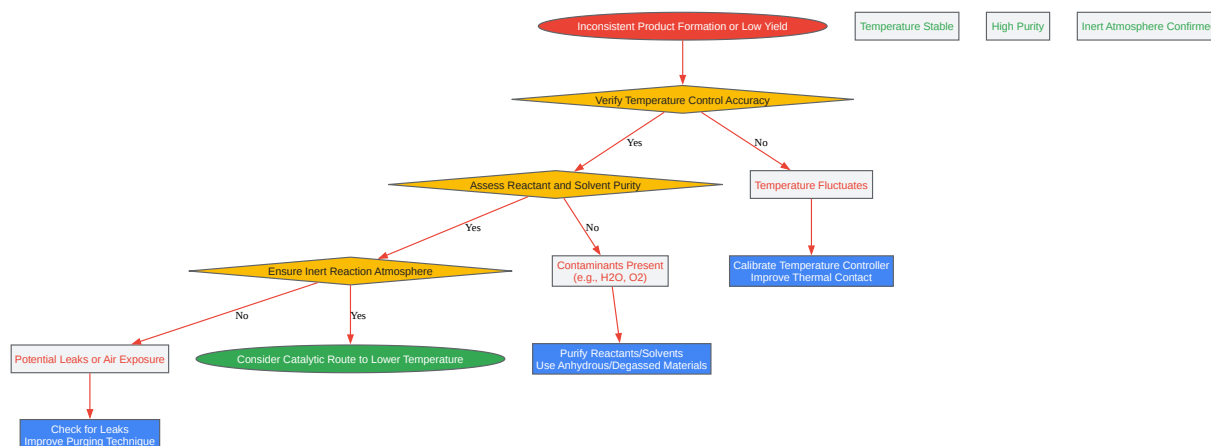 Inconsistent Product Formation or Low Yield
Temperature Stable
High Purity
Inert Atmosphere Confirme
Verify Temperature Control Accuracy
Yes
No
Assess Reactant and Solvent Purity
Temperature Fluctuates
Yes
No
Ensure Inert Reaction Atmosphere
Contaminants Present
(e.g., H2O, O2)
Calibrate Temperature Controller
Improve Thermal Contact
No
Yes
Potential Leaks or Air Exposure
Consider Catalytic Route to Lower Temperature
Purify Reactants/Solvents
Use Anhydrous/Degassed Materials
Check for Leaks
Improve Purging Technique